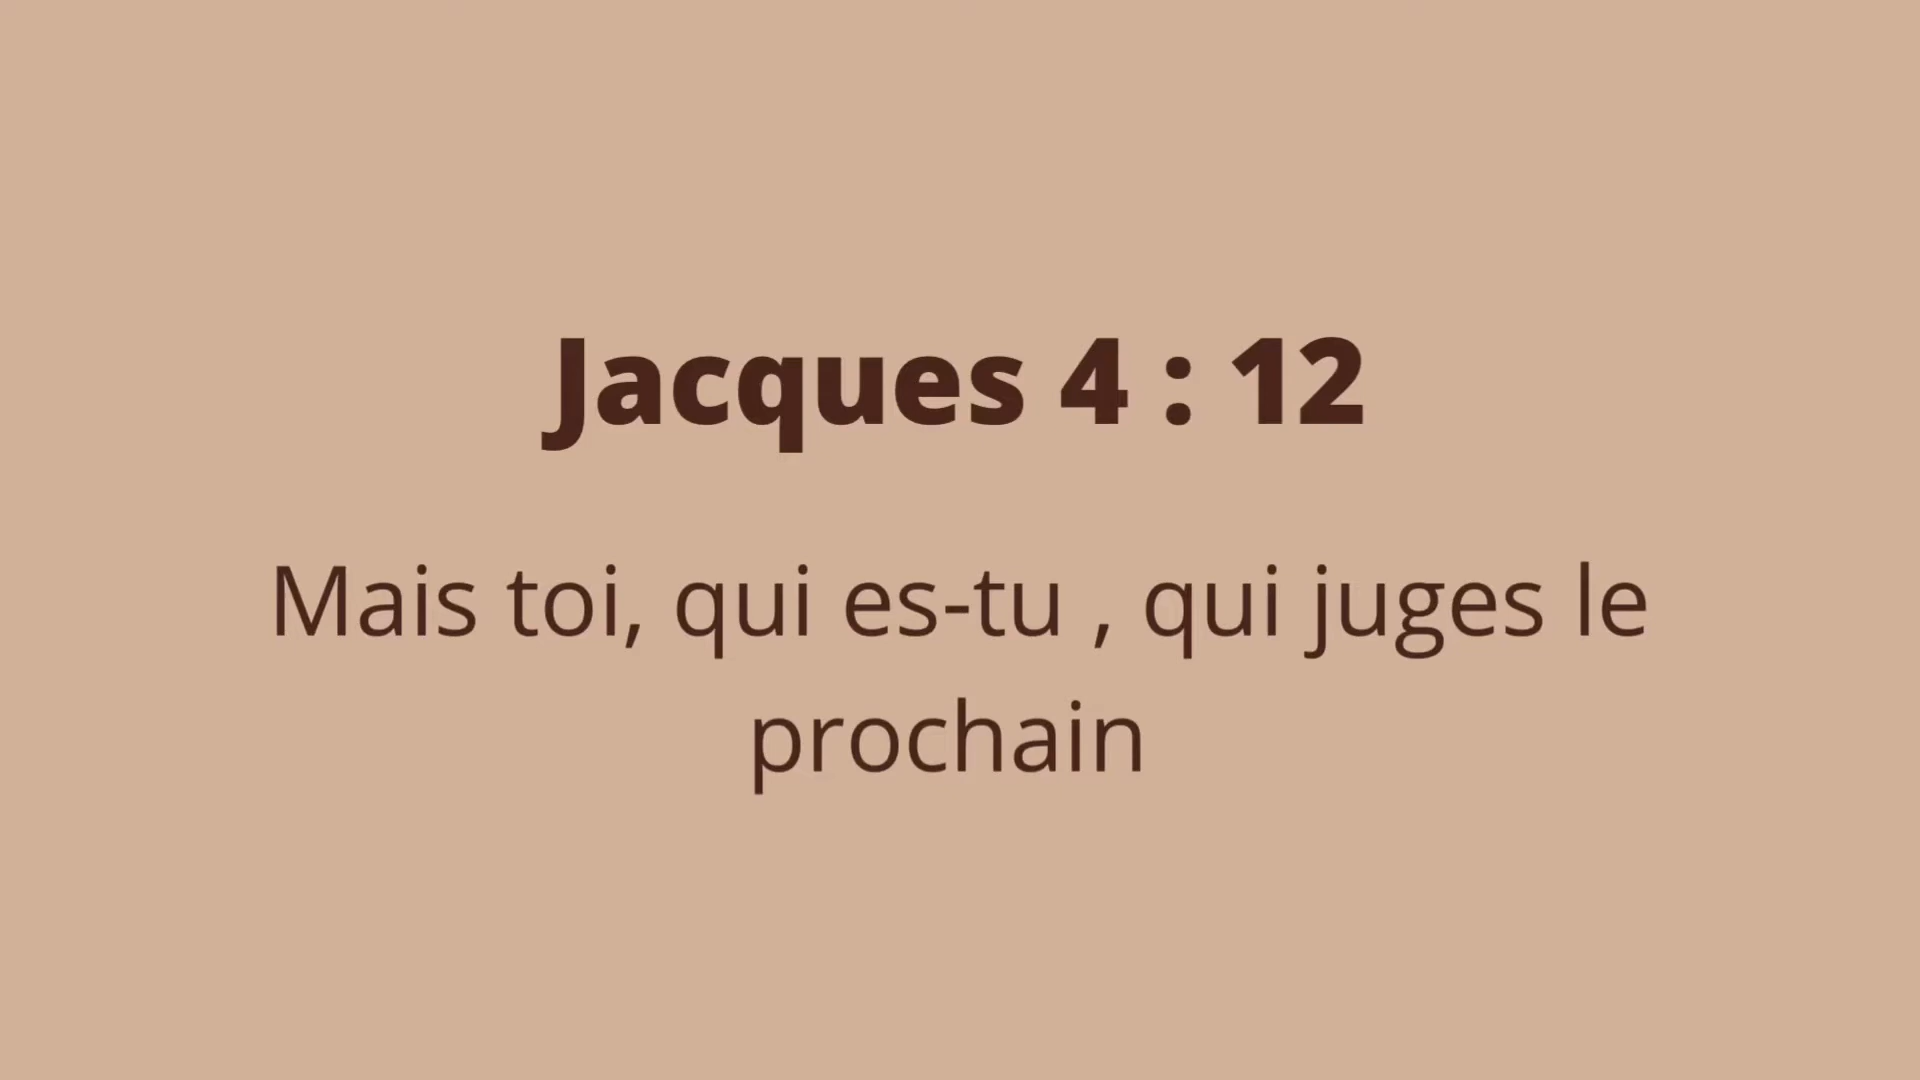 Jacques 4 : 12
Mais toi, qui es-tu , qui juges le
prochain